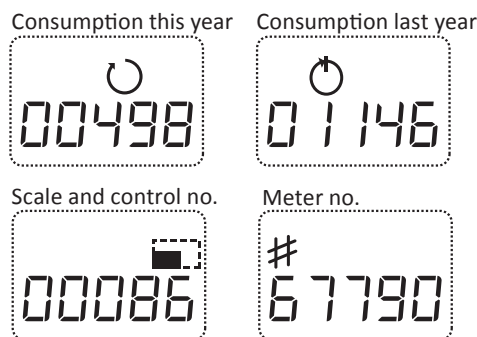 Consumption this year Consumption last year
00498 01146
Scale and control no. Meter no.
00086 #67790